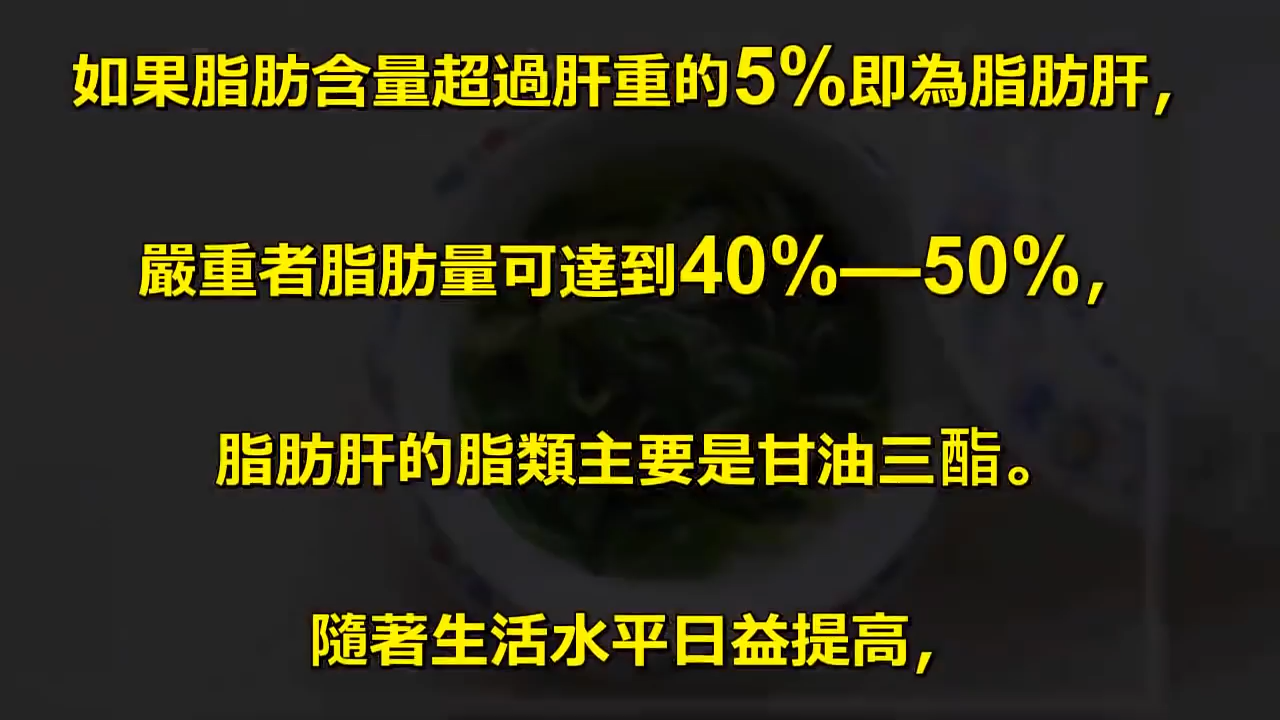 如果脂肪含量超過肝重的5%即為脂肪肝,
嚴重者脂肪量可達到40%—50%,
脂肪肝的脂類主要是甘油三酯。
隨著生活水平日益提高,